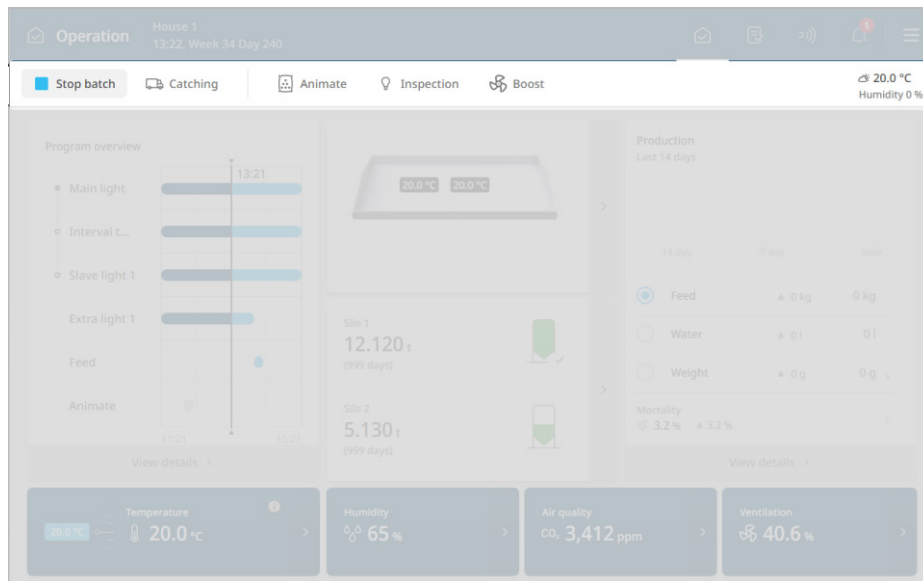 Operation
House 1
13:22, Week 34 Day 240
1
Stop batch Catching Animate Inspection Boost
20.0 °C
Humidity 0 %
Program overview
13:21
Main light
Interval t...
Slave light 1
Extra light 1
Feed
Animate
11:21 15:21
View details
20.0 °C 20.0 °C
Silo 1
12.120 t
(999 days)
Silo 2
5.130 t
(999 days)
Production
Last 14 days
-14 day -7 day Now
Feed 0 kg 0 kg
Water 0 l 0 l
Weight 0 g 0 g
Mortality
3.2 % 3.2 %
View details
Temperature
20.0 °C 20.0 °C
Humidity
65 %
Air quality
CO₂ 3,412 ppm
Ventilation
40.6 %